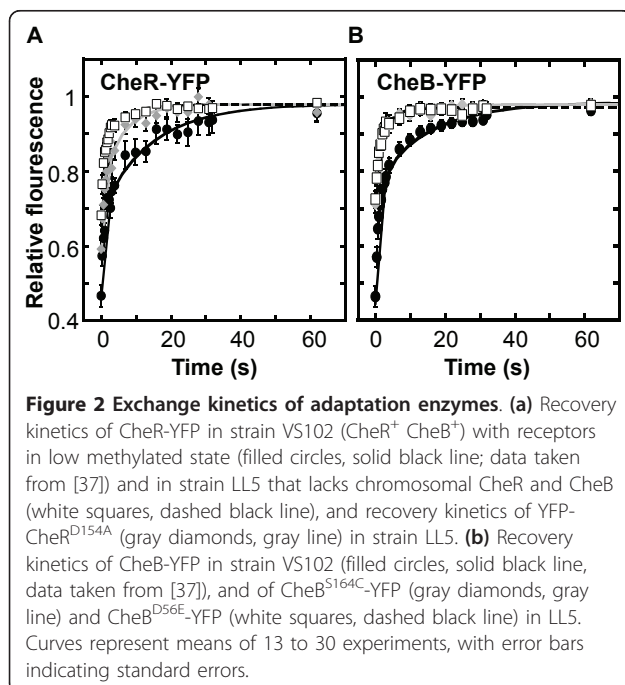 A
B
CheR-YFP
CheB-YFP
Relative flourescence
1
0.8
0.6
0.4
0 20 40 60
0 20 40 60
Time (s)
Time (s)
Figure 2 Exchange kinetics of adaptation enzymes. (a) Recovery
kinetics of CheR-YFP in strain VS102 (CheR⁺ CheB⁺) with receptors
in low methylated state (filled circles, solid black line; data taken
from [37]) and in strain LL5 that lacks chromosomal CheR and CheB
(white squares, dashed black line), and recovery kinetics of YFP-
CheRᴰ¹⁵⁴ᴬ (gray diamonds, gray line) in strain LL5. (b) Recovery
kinetics of CheB-YFP in strain VS102 (filled circles, solid black line,
data taken from [37]), and of CheBS164C-YFP (gray diamonds, gray
line) and CheBD56E-YFP (white squares, dashed black line) in LL5.
Curves represent means of 13 to 30 experiments, with error bars
indicating standard errors.